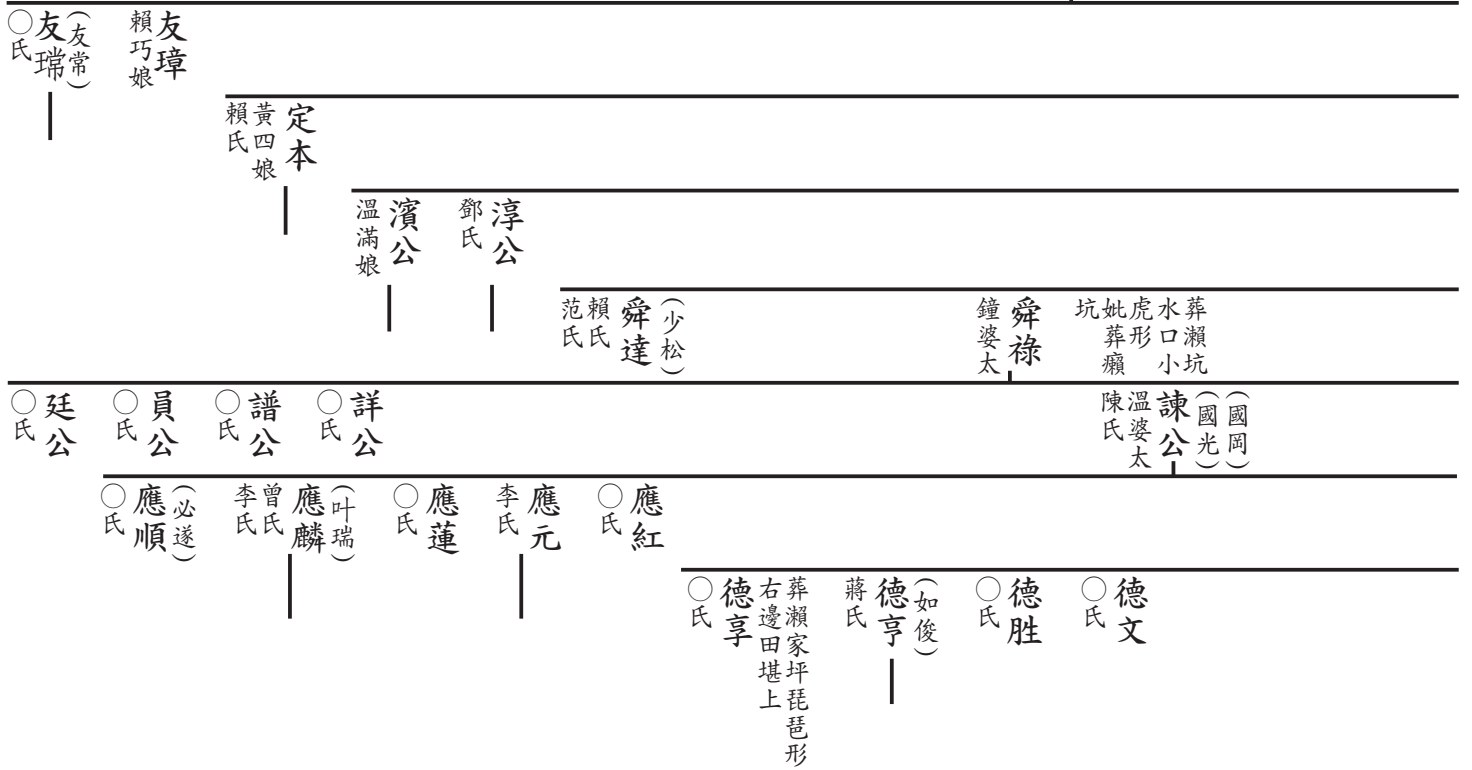 友璋
賴巧娘
(友常)
友瑺
○氏
定本
黃四娘
賴氏
淳公
鄧氏
濱公
溫滿娘
葬瀨坑
水口小
虎形
妣葬癩
坑
舜祿
鐘婆太
(少松)
舜達
賴氏
范氏
(國岡)
(國光)
諫公
溫婆太
陳氏
詳公
○氏
譜公
○氏
員公
○氏
廷公
○氏
應紅
○氏
應元
李氏
應蓮
○氏
(叶瑞)
應麟
曾氏
李氏
(必遂)
應順
○氏
德文
○氏
德胜
○氏
(如俊)
德亨
蔣氏
葬瀨家坪琵琶形
右邊田堪上
德享
○氏